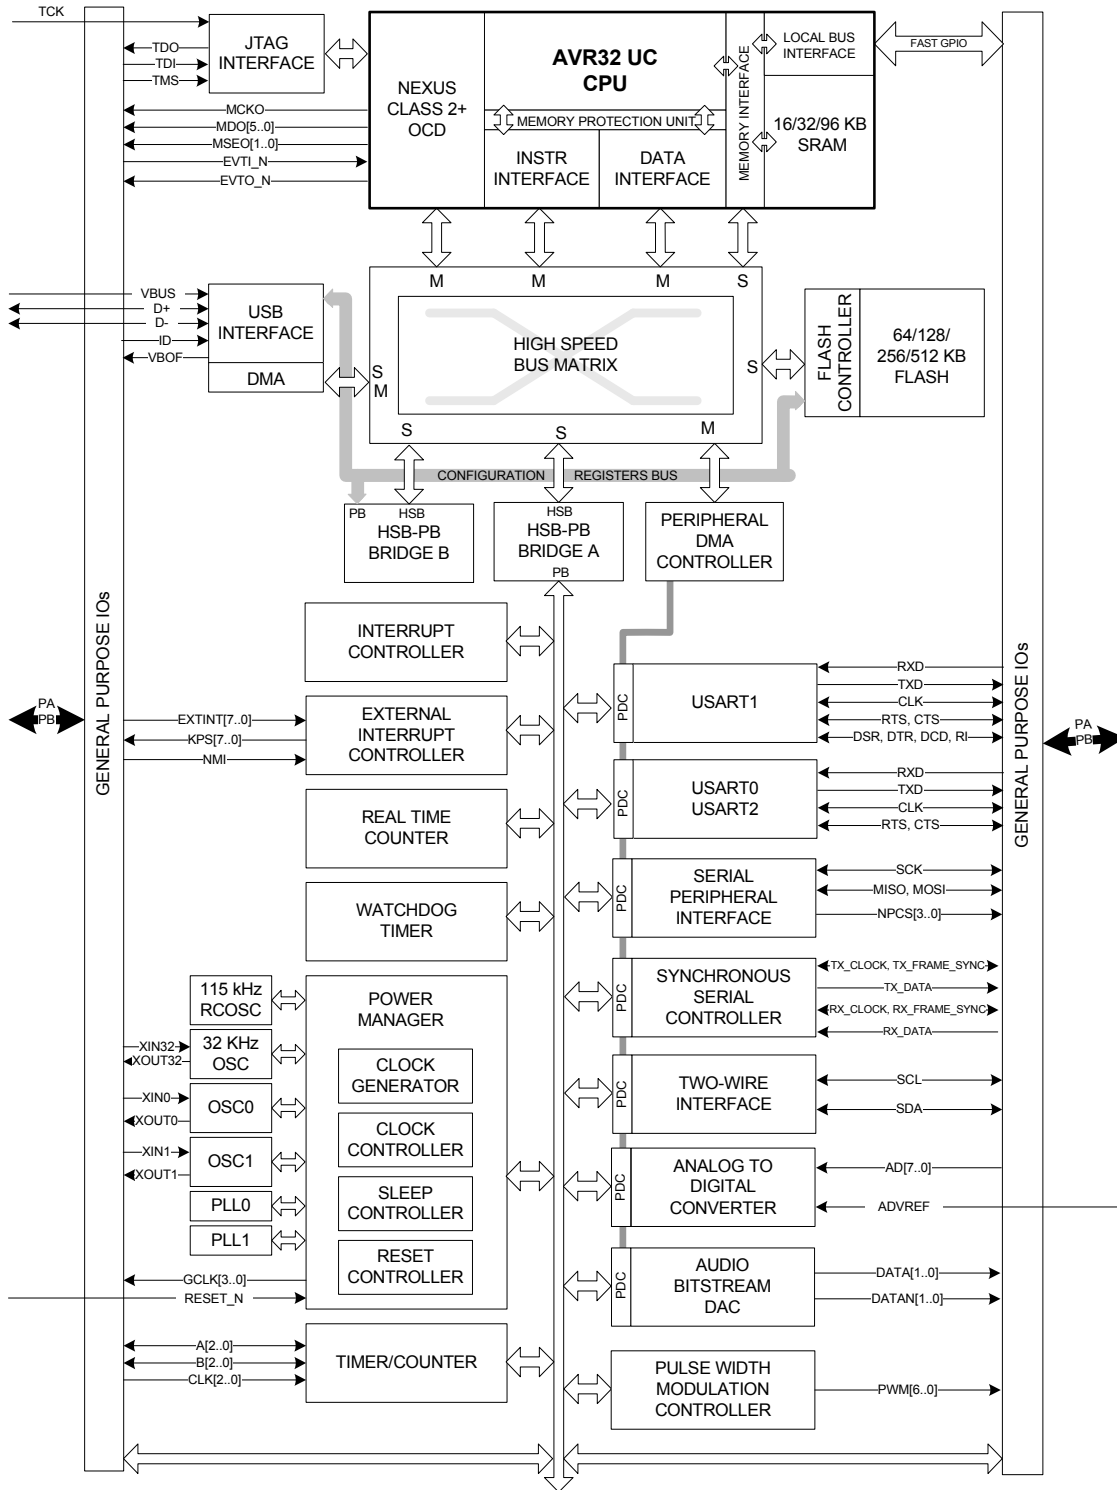 TCK
TDO
TDI
TMS
JTAG
INTERFACE
MCKO
MDO[5..0]
MSEO[1..0]
EVTI_N
EVTO_N
NEXUS
CLASS 2+
OCD
AVR32 UC
CPU
MEMORY PROTECTION UNIT
INSTR
INTERFACE
DATA
INTERFACE
MEMORY INTERFACE
LOCAL BUS
INTERFACE
16/32/96 KB
SRAM
FAST GPIO
M
M
M
S
VBUS
D+
D-
ID
VBOF
USB
INTERFACE
DMA
S
M
HIGH SPEED
BUS MATRIX
S
FLASH
CONTROLLER
64/128/
256/512 KB
FLASH
S
S
M
CONFIGURATION REGISTERS BUS
PB
HSB
HSB-PB
BRIDGE B
HSB
HSB-PB
BRIDGE A
PB
PERIPHERAL
DMA
CONTROLLER
GENERAL PURPOSE IOs
PA
PB
GENERAL PURPOSE IOs
PA
PB
INTERRUPT
CONTROLLER
EXTINT[7..0]
KPS[7..0]
NMI
EXTERNAL
INTERRUPT
CONTROLLER
REAL TIME
COUNTER
WATCHDOG
TIMER
115 kHz
RCOSC
XIN32
XOUT32
32 KHz
OSC
XIN0
XOUT0
OSC0
XIN1
XOUT1
OSC1
PLL0
PLL1
GCLK[3..0]
RESET_N
POWER
MANAGER
CLOCK
GENERATOR
CLOCK
CONTROLLER
SLEEP
CONTROLLER
RESET
CONTROLLER
A[2..0]
B[2..0]
CLK[2..0]
TIMER/COUNTER
PDC
USART1
RXD
TXD
CLK
RTS, CTS
DSR, DTR, DCD, RI
PDC
USART0
USART2
RXD
TXD
CLK
RTS, CTS
PDC
SERIAL
PERIPHERAL
INTERFACE
SCK
MISO, MOSI
NPCS[3..0]
PDC
SYNCHRONOUS
SERIAL
CONTROLLER
TX_CLOCK, TX_FRAME_SYNC
TX_DATA
RX_CLOCK, RX_FRAME_SYNC
RX_DATA
PDC
TWO-WIRE
INTERFACE
SCL
SDA
PDC
ANALOG TO
DIGITAL
CONVERTER
AD[7..0]
ADVREF
PDC
AUDIO
BITSTREAM
DAC
DATA[1..0]
DATAN[1..0]
PULSE WIDTH
MODULATION
CONTROLLER
PWM[6..0]